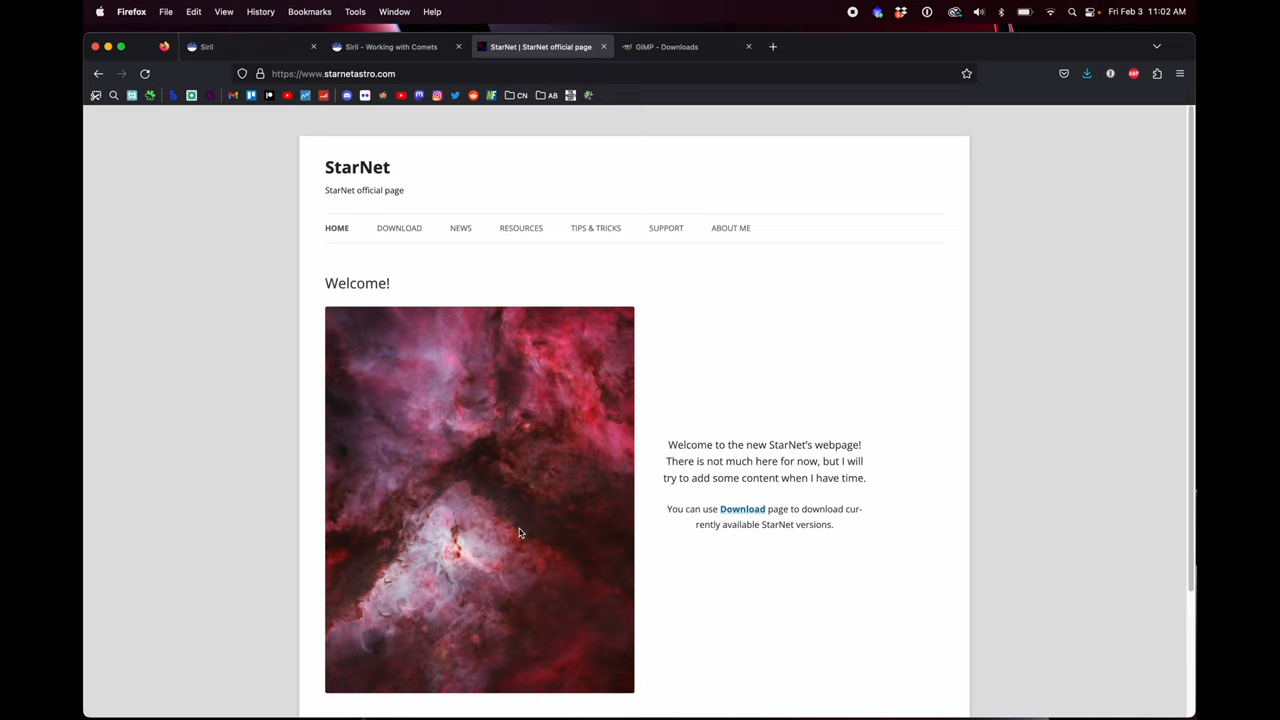 Firefox File Edit View History Bookmarks Tools Window Help Fri Feb 3 11:02 AM
Siril Siril - Working with Comets StarNet | StarNet official page GIMP - Downloads
https://www.starnetastro.com
ABP
CN AB
StarNet
StarNet official page
HOME DOWNLOAD NEWS RESOURCES TIPS & TRICKS SUPPORT ABOUT ME
Welcome!
Welcome to the new StarNet's webpage!
There is not much here for now, but I will
try to add some content when I have time.
You can use Download page to download cur-
rently available StarNet versions.